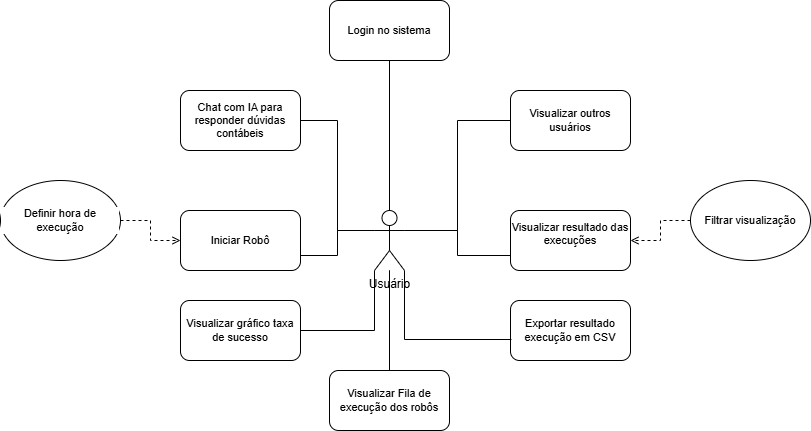 Login no sistema
Chat com IA para
responder dúvidas
contábeis
Visualizar outros
usuários
Definir hora de
execução
Iniciar Robô
Visualizar resultado das
execuções
Filtrar visualização
Usuário
Visualizar gráfico taxa
de sucesso
Exportar resultado
execução em CSV
Visualizar Fila de
execução dos robôs